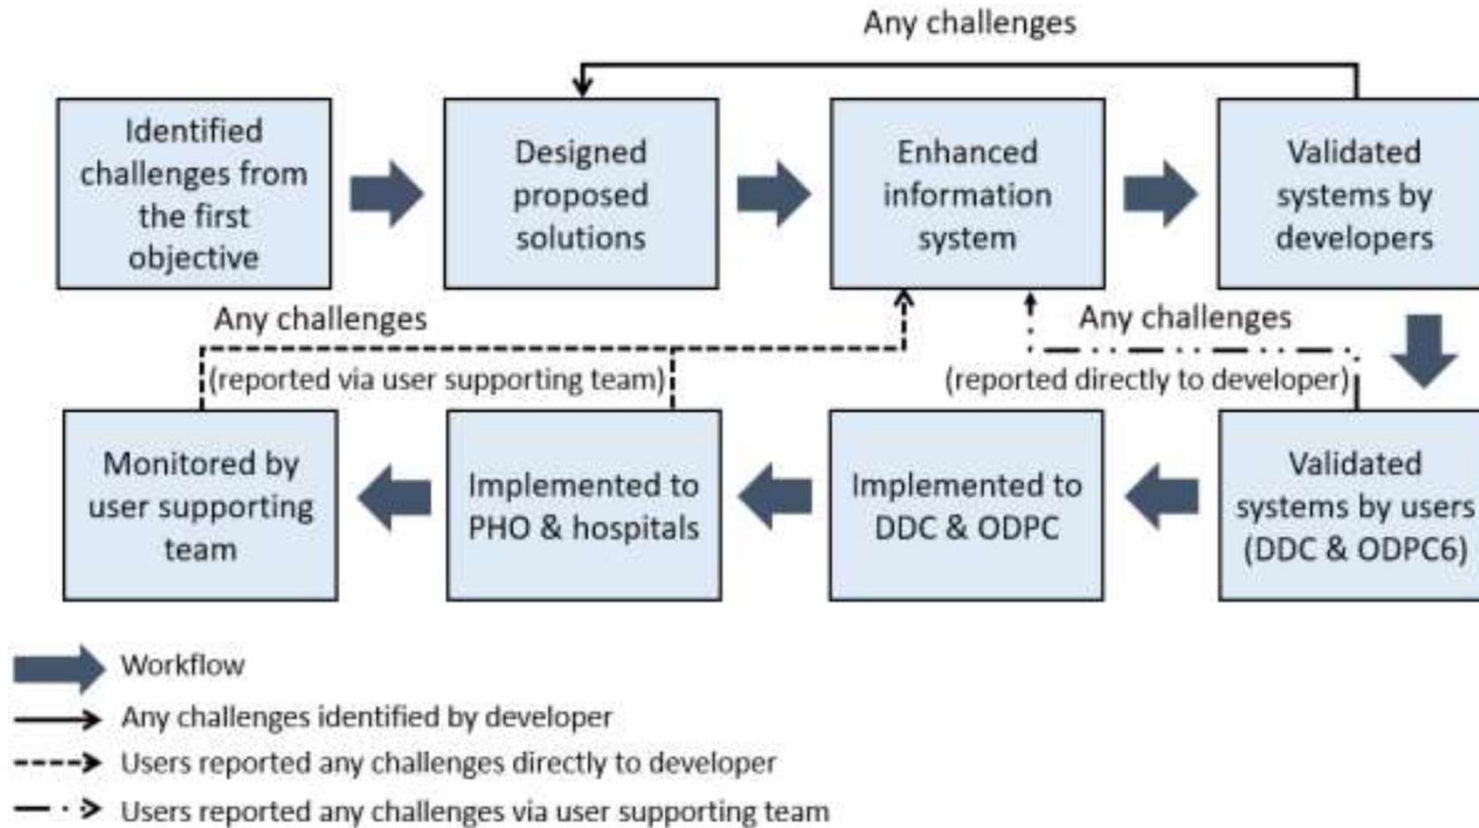 Any challenges
Identified
challenges from
the first
objective
Designed
proposed
solutions
Enhanced
information
system
Validated
systems by
developers
Any challenges
(reported via user supporting team)
Any challenges
(reported directly to developer)
Monitored by
user supporting
team
Implemented to
PHO & hospitals
Implemented to
DDC & ODPC
Validated
systems by users
(DDC & ODPC6)
Workflow
Any challenges identified by developer
Users reported any challenges directly to developer
Users reported any challenges via user supporting team